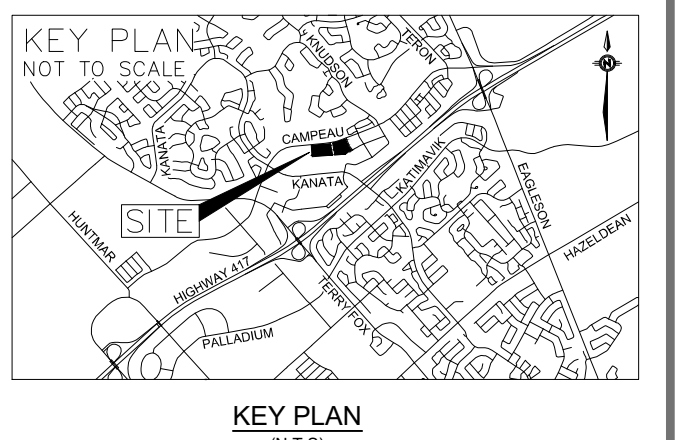 KEY PLAN
NOT TO SCALE
KNUDSON
TERON
N
KANATA
CAMPEAU
KANATA
KATIMAVIK
EAGLESON
SITE
HUNTMAR
HAZELDEAN
HIGHWAY 417
TERRY FOX
PALLADIUM
KEY PLAN
(N.T.S)